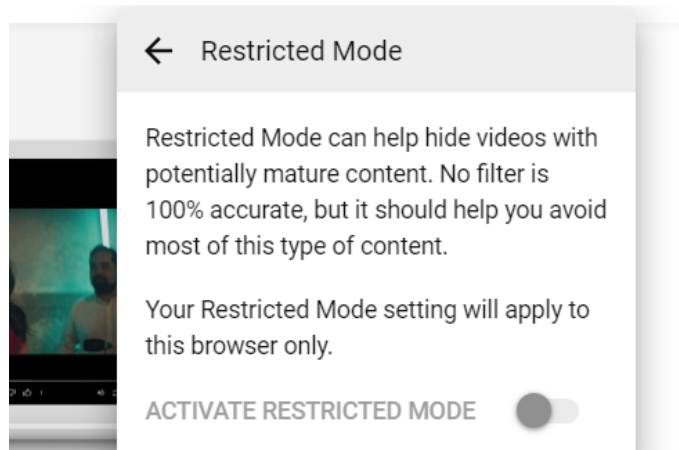 Restricted Mode
Restricted Mode can help hide videos with
potentially mature content. No filter is
100% accurate, but it should help you avoid
most of this type of content.
Your Restricted Mode setting will apply to
this browser only.
ACTIVATE RESTRICTED MODE